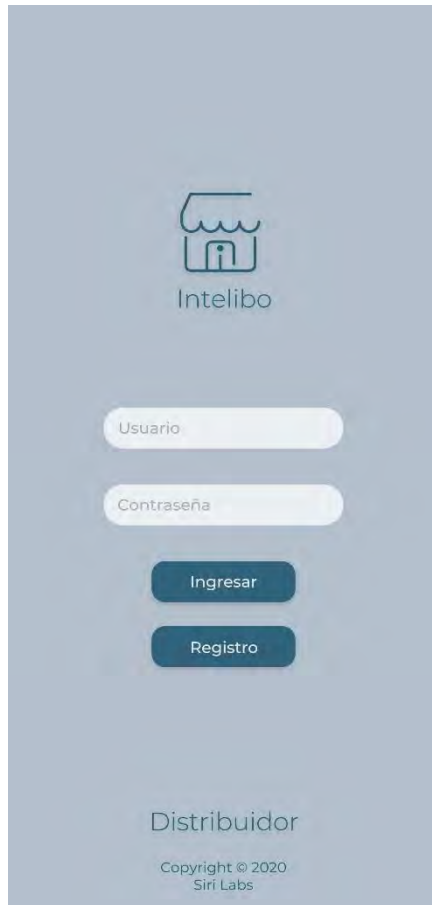 Intelibo
Usuario
Contraseña
Ingresar
Registro
Distribuidor
Copyright © 2020
Siri Labs